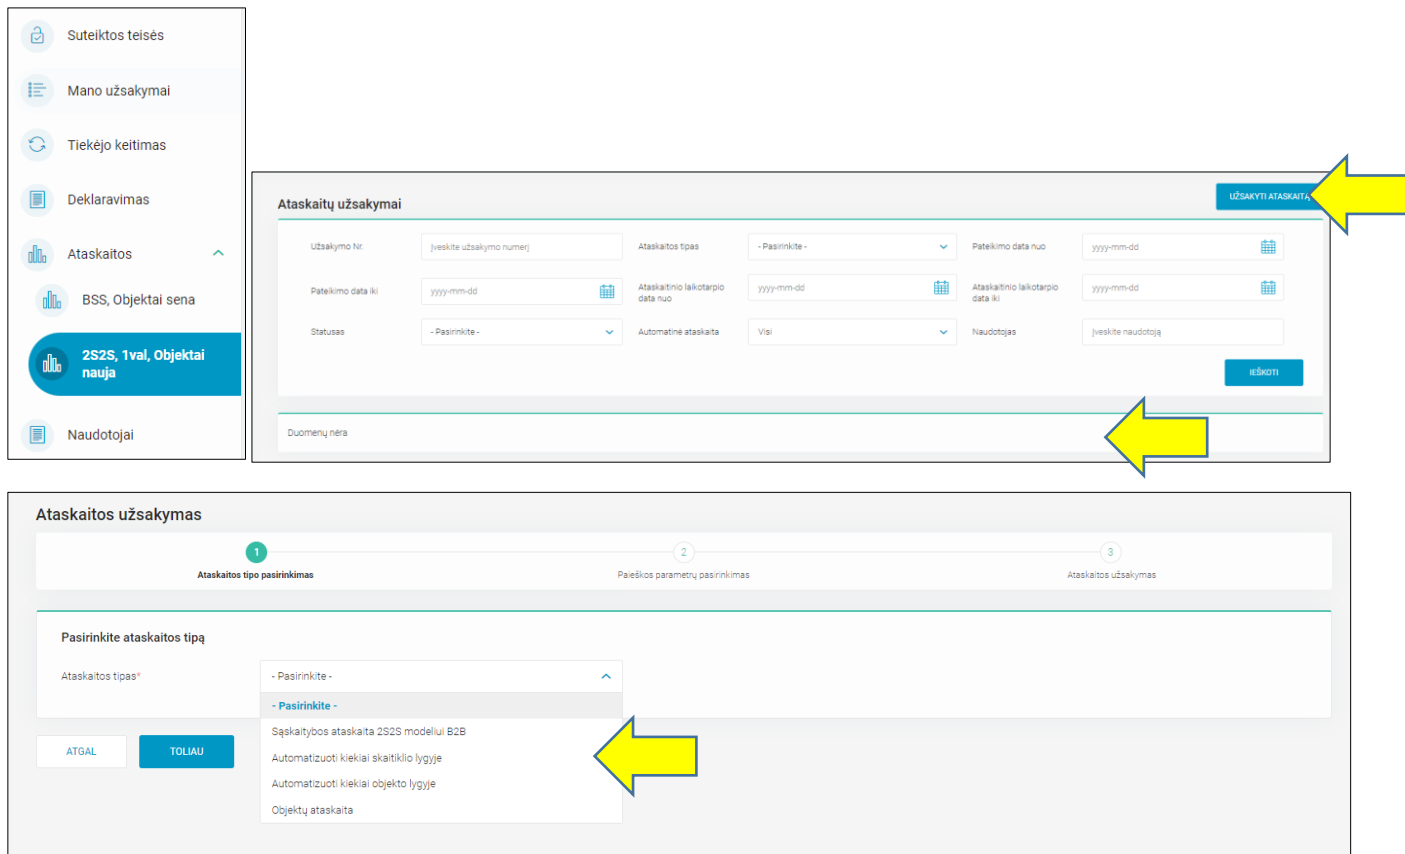 Suteiktos teisės
Mano užsakymai
Tiekėjo keitimas
Deklaravimas
Ataskaitos
BSS, Objektai sena
2S2S, 1val, Objektai
nauja
Naudotojai
Ataskaitų užsakymai
UŽSAKYTI ATASKAITĄ
Užsakymo Nr.
Įveskite užsakymo numerį
Ataskaitos tipas
- Pasirinkite -
Pateikimo data nuo
yyyy-mm-dd
Pateikimo data iki
yyyy-mm-dd
Ataskaitinio laikotarpio
data nuo
yyyy-mm-dd
Ataskaitinio laikotarpio
data iki
yyyy-mm-dd
Statusas
- Pasirinkite -
Automatinė ataskaita
Visi
Naudotojas
Įveskite naudotoją
IEŠKOTI
Duomenų nėra
Ataskaitos užsakymas
1
2
3
Ataskaitos tipo pasirinkimas
Paieškos parametrų pasirinkimas
Ataskaitos užsakymas
Pasirinkite ataskaitos tipą
Ataskaitos tipas*
- Pasirinkite -
- Pasirinkite -
Sąskaitybos ataskaita 2S2S modeliui B2B
Automatizuoti kiekiai skaitiklio lygyje
Automatizuoti kiekiai objekto lygyje
Objektų ataskaita
ATGAL
TOLIAU